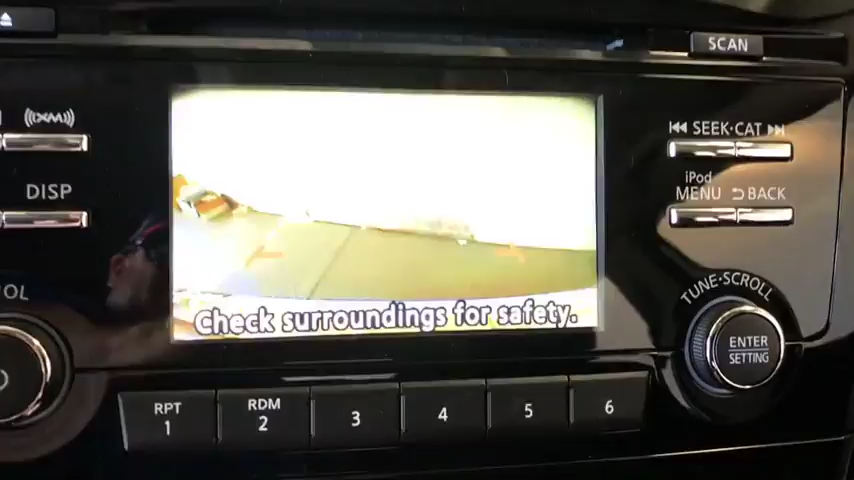 SCAN
XM
SEEK·CAT
DISP
iPod
MENU
BACK
OL
TUNE·SCROLL
Check surroundings for safety.
ENTER
SETTING
RPT
1
RDM
2
3
4
5
6